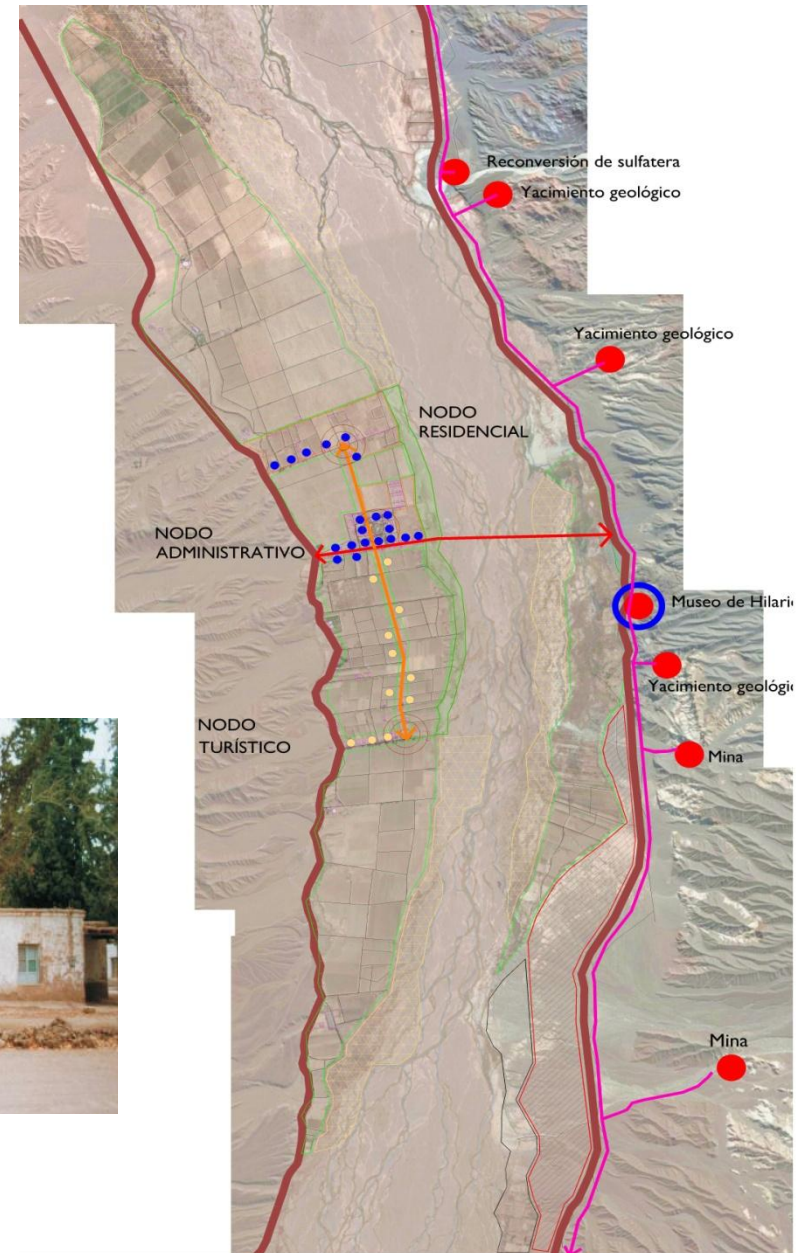 Reconversión de sulfatera
Yacimiento geológico
Yacimiento geológico
NODO
RESIDENCIAL
NODO
ADMINISTRATIVO
Museo de Hilari
Yacimiento geológi
NODO
TURÍSTICO
Mina
Mina